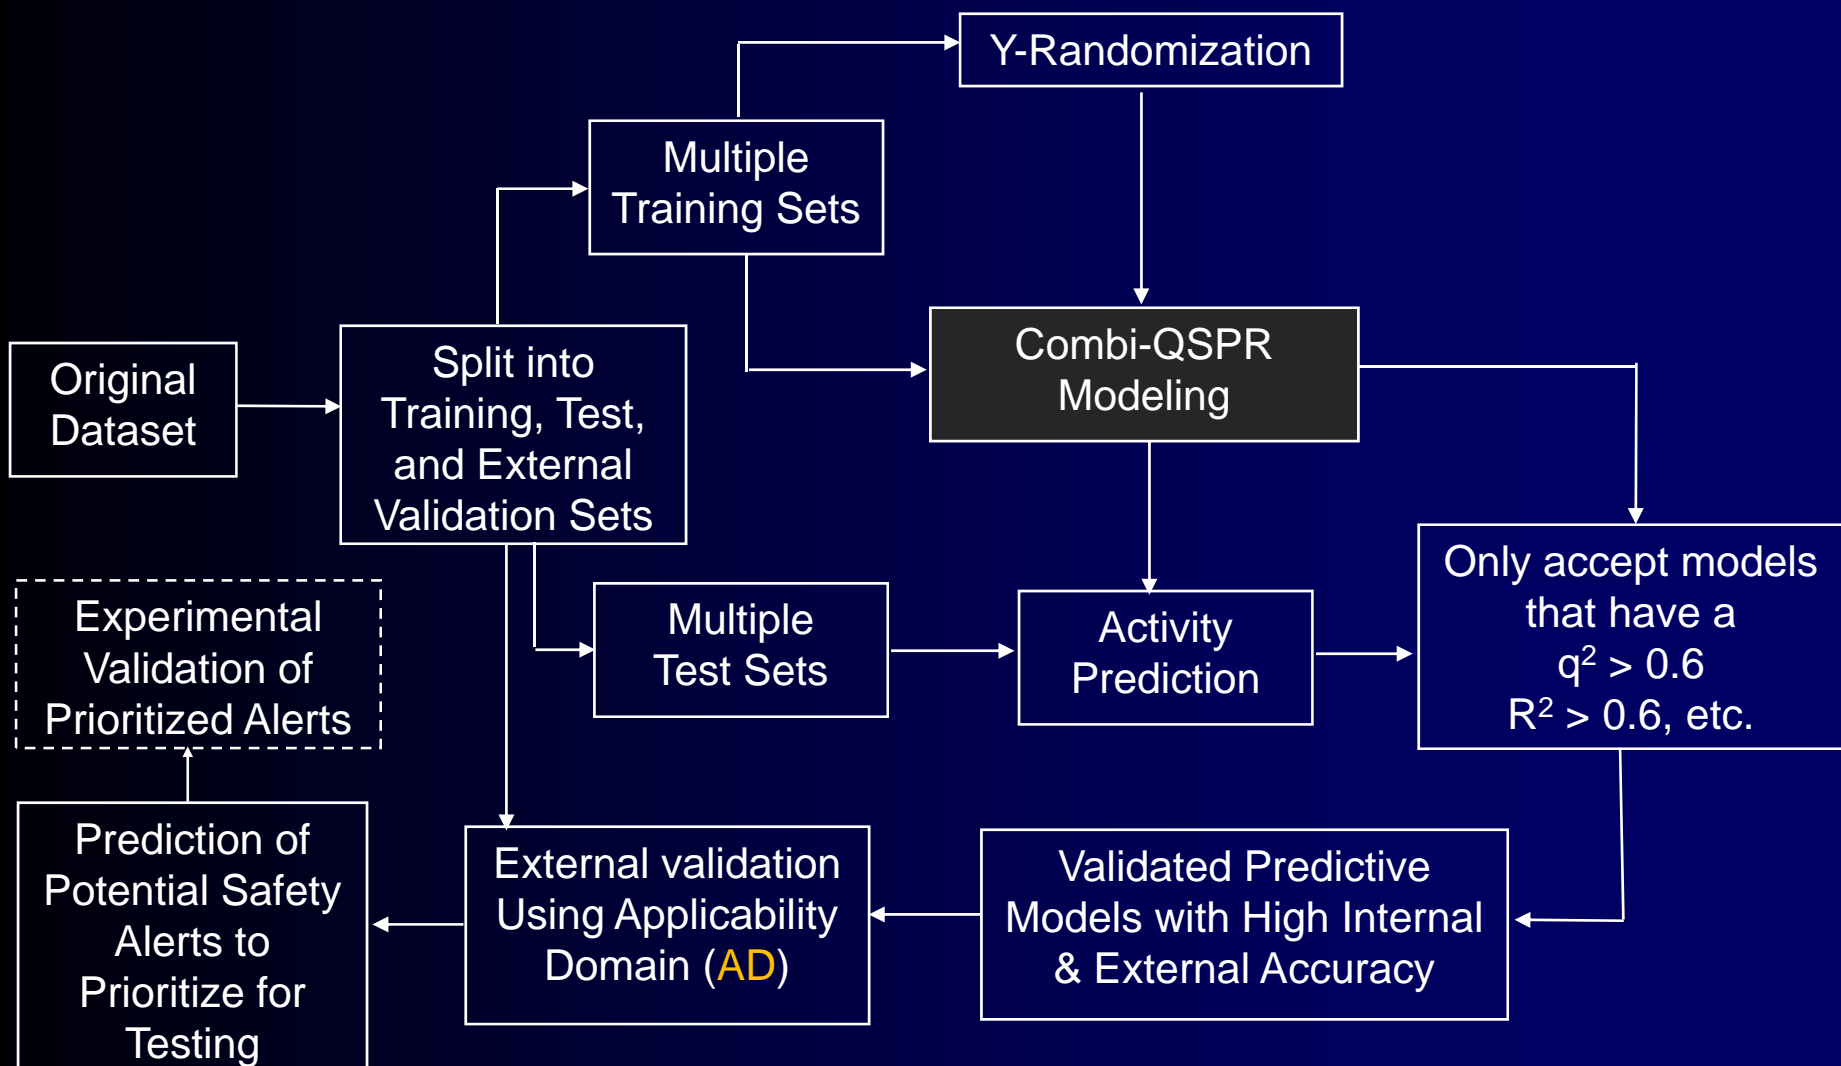 Y-Randomization
Multiple
Training Sets
Original
Dataset
Split into
Training, Test,
and External
Validation Sets
Combi-QSPR
Modeling
Experimental
Validation of
Prioritized Alerts
Multiple
Test Sets
Activity
Prediction
Only accept models
that have a
q² > 0.6
R² > 0.6, etc.
Prediction of
Potential Safety
Alerts to
Prioritize for
Testing
External validation
Using Applicability
Domain (AD)
Validated Predictive
Models with High Internal
& External Accuracy